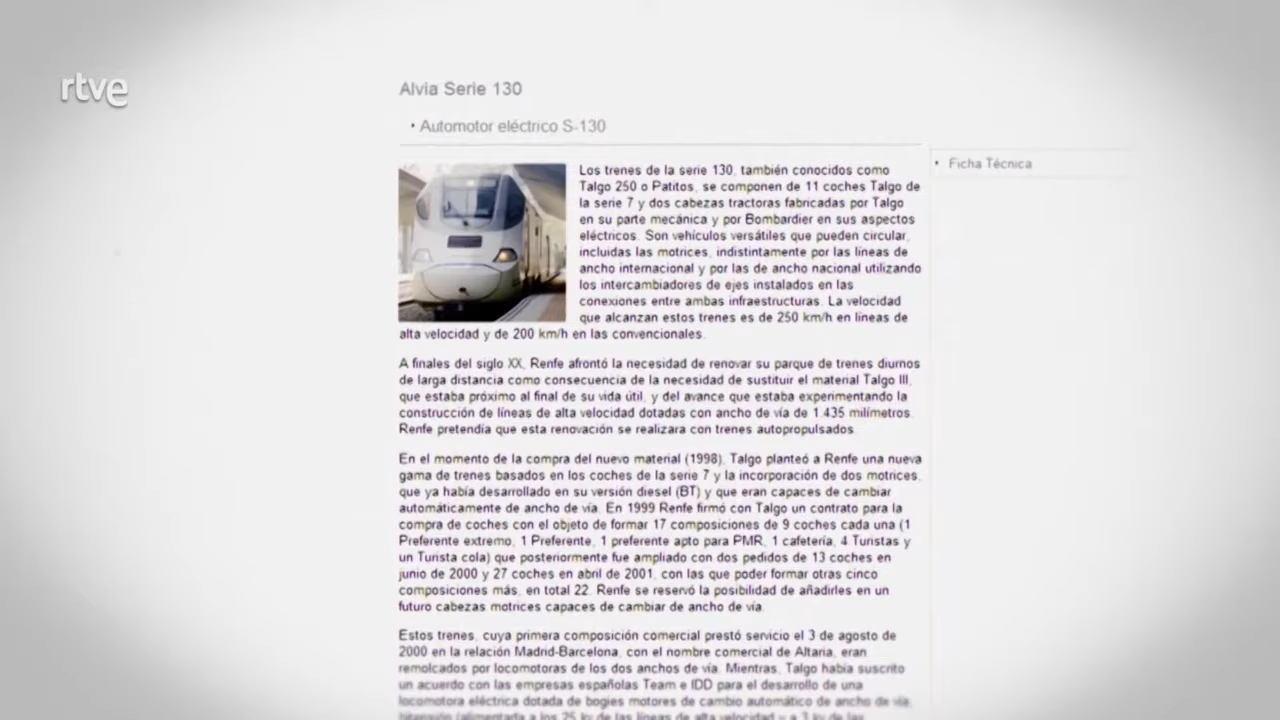 rtve
Alvia Serie 130
• Automotor eléctrico S-130
• Ficha Técnica
Los trenes de la serie 130, también conocidos como
Talgo 250 o Patitos, se componen de 11 coches Talgo de
la serie 7 y dos cabezas tractoras fabricadas por Talgo
en su parte mecánica y por Bombardier en sus aspectos
eléctricos. Son vehículos versátiles que pueden circular,
incluidas las motrices, indistintamente por las líneas de
ancho internacional y por las de ancho nacional utilizando
los intercambiadores de ejes instalados en las
conexiones entre ambas infraestructuras. La velocidad
que alcanzan estos trenes es de 250 km/h en líneas de
alta velocidad y de 200 km/h en las convencionales.
A finales del siglo XX, Renfe afrontó la necesidad de renovar su parque de trenes diurnos
de larga distancia como consecuencia de la necesidad de sustituir el material Talgo III,
que estaba próximo al final de su vida útil, y del avance que estaba experimentando la
construcción de líneas de alta velocidad dotadas con ancho de vía de 1.435 milímetros.
Renfe pretendía que esta renovación se realizara con trenes autopropulsados.
En el momento de la compra del nuevo material (1998), Talgo planteó a Renfe una nueva
gama de trenes basados en los coches de la serie 7 y la incorporación de dos motrices,
que ya había desarrollado en su versión diesel (BT) y que eran capaces de cambiar
automáticamente de ancho de vía. En 1999 Renfe firmó con Talgo un contrato para la
compra de coches con el objeto de formar 17 composiciones de 9 coches cada una (1
Preferente extremo, 1 Preferente, 1 preferente apto para PMR, 1 cafetería, 4 Turistas y
un Turista cola) que posteriormente fue ampliado con dos pedidos de 13 coches en
junio de 2000 y 27 coches en abril de 2001, con las que poder formar otras cinco
composiciones más, en total 22. Renfe se reservó la posibilidad de añadirles en un
futuro cabezas motrices capaces de cambiar de ancho de vía.
Estos trenes, cuya primera composición comercial prestó servicio el 3 de agosto de
2000 en la relación Madrid-Barcelona, con el nombre comercial de Altaria, eran
remolcados por locomotoras de los dos anchos de vía. Mientras, Talgo había suscrito
un acuerdo con las empresas españolas Team e IDD para el desarrollo de una
locomotora eléctrica dotada de bogies motores de cambio automático de ancho de vía,
bitensión (alimentada a los 25 kv de las líneas de alta velocidad y a 3 kv de las